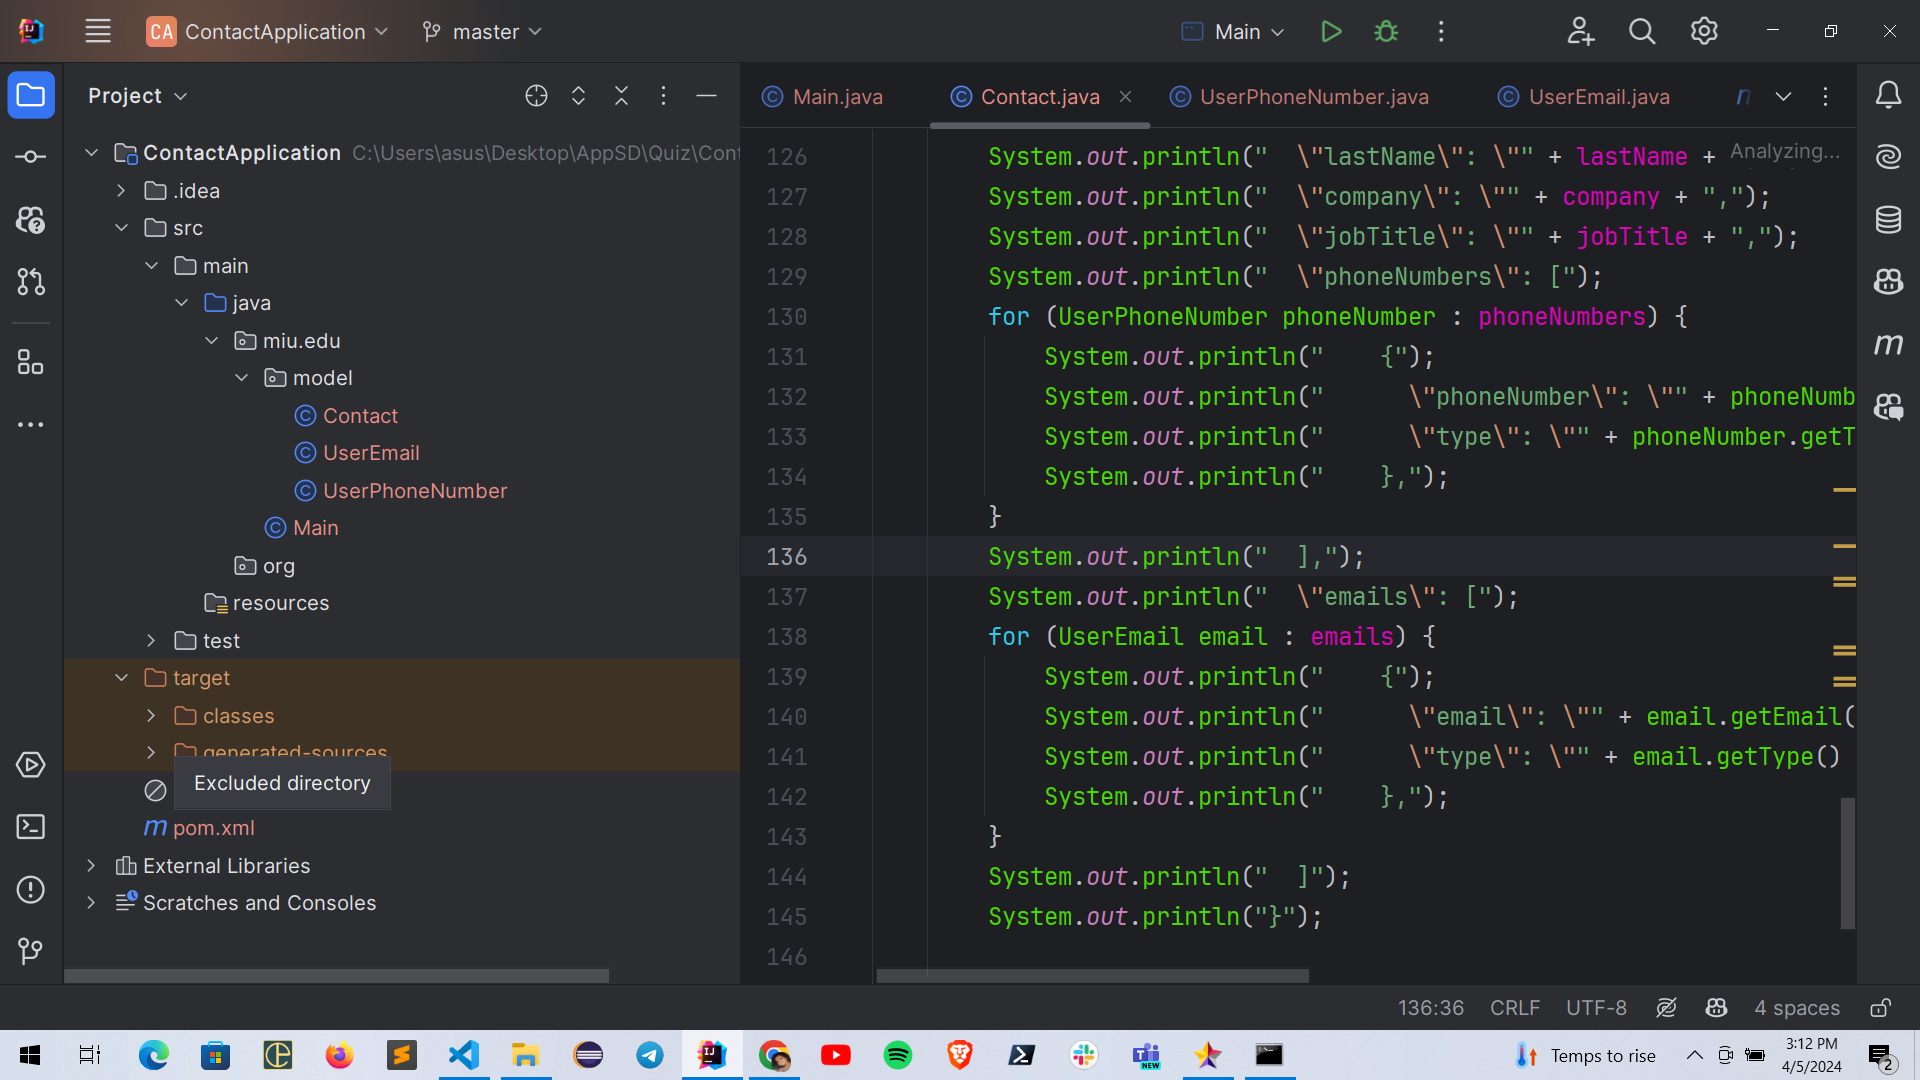 CA ContactApplication master Main
Project
Main.java Contact.java UserPhoneNumber.java UserEmail.java
ContactApplication C:\Users\asus\Desktop\AppSD\Quiz\Cont
.idea
src
main
java
miu.edu
model
Contact
UserEmail
UserPhoneNumber
Main
org
resources
test
target
classes
generated-sources
Excluded directory
pom.xml
External Libraries
Scratches and Consoles
Analyzing...
126 System.out.println("  \"lastName\": \"" + lastName +
127 System.out.println("  \"company\": \"" + company + ",");
128 System.out.println("  \"jobTitle\": \"" + jobTitle + ",");
129 System.out.println("  \"phoneNumbers\": [");
130 for (UserPhoneNumber phoneNumber : phoneNumbers) {
131 System.out.println("    {");
132 System.out.println("      \"phoneNumber\": \"" + phoneNumb
133 System.out.println("      \"type\": \"" + phoneNumber.getT
134 System.out.println("    },");
135 }
136 System.out.println("  ],");
137 System.out.println("  \"emails\": [");
138 for (UserEmail email : emails) {
139 System.out.println("    {");
140 System.out.println("      \"email\": \"" + email.getEmail(
141 System.out.println("      \"type\": \"" + email.getType()
142 System.out.println("    },");
143 }
144 System.out.println("  ]");
145 System.out.println("}");
146
136:36 CRLF UTF-8 4 spaces
Temps to rise
3:12 PM
4/5/2024
2